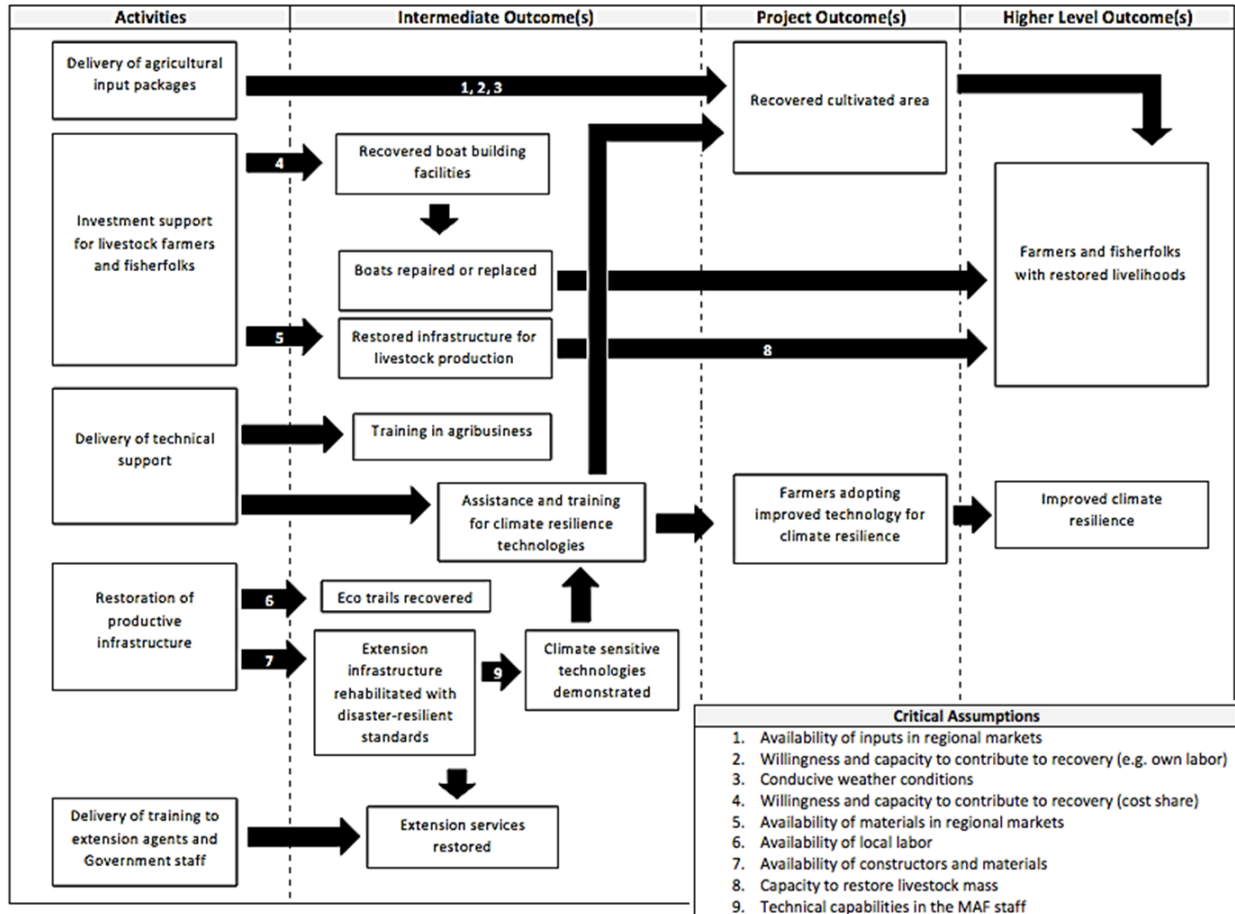 Activities
Intermediate Outcome(s)
Project Outcome(s)
Higher Level Outcome(s)
Delivery of agricultural
input packages
1, 2, 3
Recovered cultivated area
Investment support
for livestock farmers
and fisherfolks
4
Recovered boat building
facilities
Boats repaired or replaced
Farmers and fisherfolks
with restored livelihoods
5
Restored infrastructure for
livestock production
8
Delivery of technical
support
Training in agribusiness
Assistance and training
for climate resilience
technologies
Farmers adopting
improved technology for
climate resilience
Improved climate
resilience
Restoration of
productive
infrastructure
6
Eco trails recovered
7
Extension
infrastructure
rehabilitated with
disaster-resilient
standards
9
Climate sensitive
technologies
demonstrated
Delivery of training to
extension agents and
Government staff
Extension services
restored
Critical Assumptions
1. Availability of inputs in regional markets
2. Willingness and capacity to contribute to recovery (e.g. own labor)
3. Conducive weather conditions
4. Willingness and capacity to contribute to recovery (cost share)
5. Availability of materials in regional markets
6. Availability of local labor
7. Availability of constructors and materials
8. Capacity to restore livestock mass
9. Technical capabilities in the MAF staff